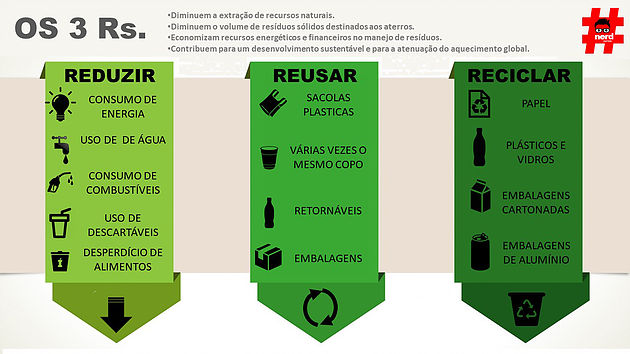 OS 3 Rs.
•Diminuem a extração de recursos naturais.
•Diminuem o volume de resíduos sólidos destinados aos aterros.
•Economizam recursos energéticos e financeiros no manejo de resíduos.
•Contribuem para um desenvolvimento sustentável e para a atenuação do aquecimento global.
nerd
REDUZIR
CONSUMO DE
ENERGIA
USO DE DE ÁGUA
CONSUMO DE
COMBUSTÍVEIS
USO DE
DESCARTÁVEIS
DESPERDÍCIO DE
ALIMENTOS
REUSAR
SACOLAS
PLASTICAS
VÁRIAS VEZES O
MESMO COPO
RETORNÁVEIS
EMBALAGENS
RECICLAR
PAPEL
PLÁSTICOS E
VIDROS
EMBALAGENS
CARTONADAS
EMBALAGENS
DE ALUMÍNIO